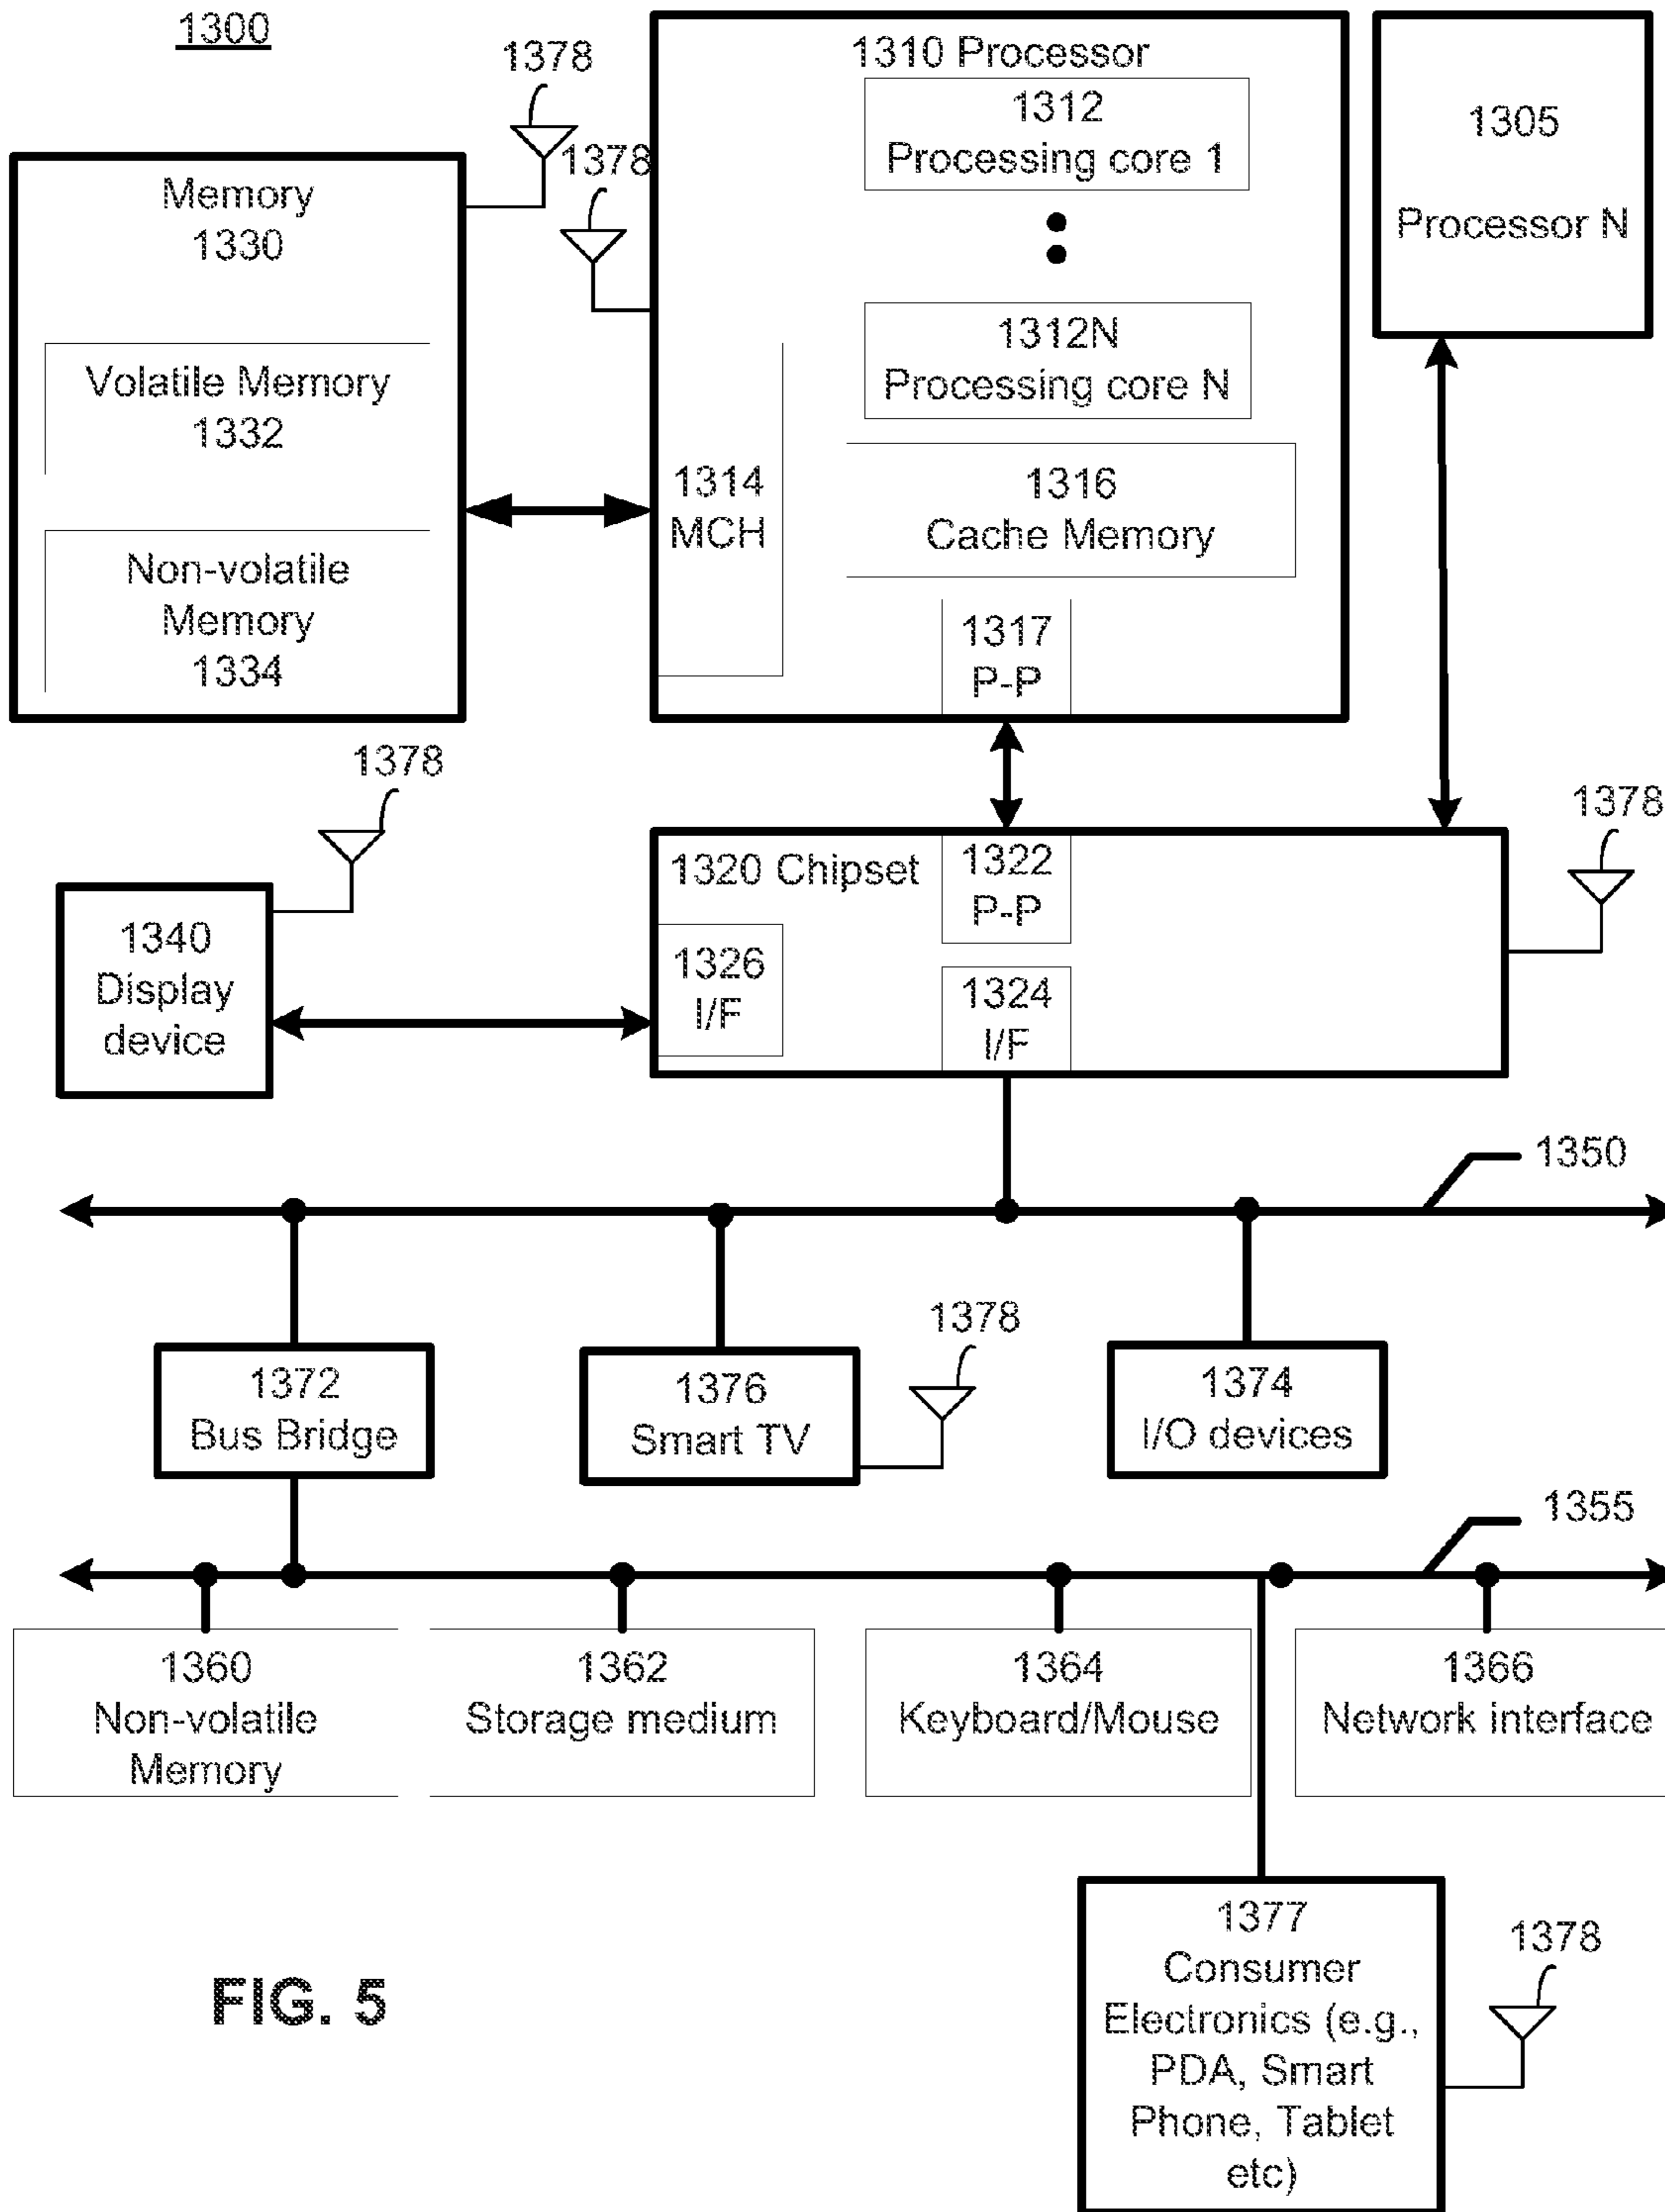 1300
1378
1378
1310 Processor
1312
Processing core 1
1312N
Processing core N
1314
MCH
1316
Cache Memory
1317
P-P
1305
Processor N
Memory
1330
Volatile Memory
1332
Non-volatile
Memory
1334
1378
1340
Display
device
1320 Chipset
1322
P-P
1326
I/F
1324
I/F
1378
1350
1372
Bus Bridge
1376
Smart TV
1378
1374
I/O devices
1355
1360
Non-volatile
Memory
1362
Storage medium
1364
Keyboard/Mouse
1366
Network interface
1377
Consumer
Electronics (e.g.,
PDA, Smart
Phone, Tablet
etc)
1378
FIG. 5